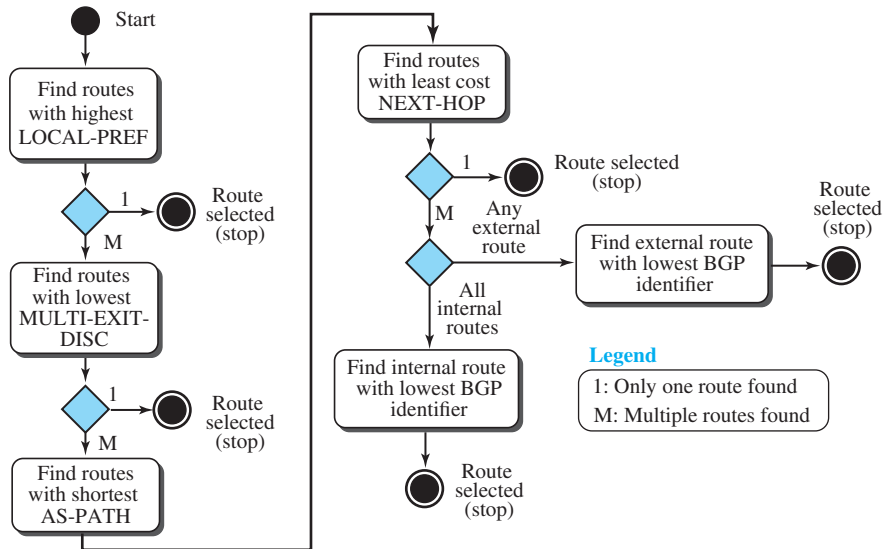 Start
Find routes
with highest
LOCAL-PREF
1
Route
selected
(stop)
M
Find routes
with lowest
MULTI-EXIT-
DISC
1
Route
selected
(stop)
M
Find routes
with shortest
AS-PATH
Find routes
with least cost
NEXT-HOP
1
Route selected
(stop)
M
Any
external
route
Find external route
with lowest BGP
identifier
Route
selected
(stop)
All
internal
routes
Find internal route
with lowest BGP
identifier
Route
selected
(stop)
Legend
1: Only one route found
M: Multiple routes found